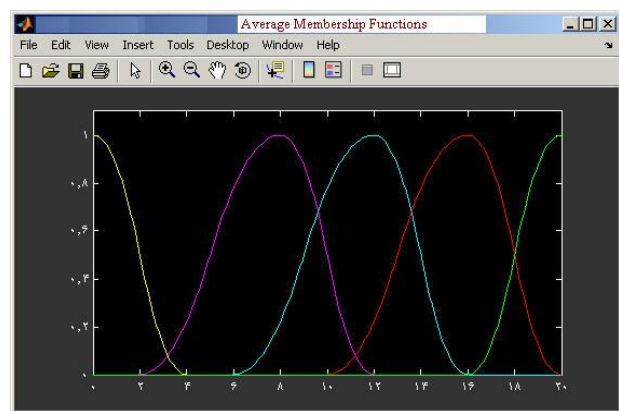 Average Membership Functions
File Edit View Insert Tools Desktop Window Help
۱
۰,۸
۰,۶
۰,۴
۰,۲
۰
۰ ۲ ۴ ۶ ۸ ۱۰ ۱۲ ۱۴ ۱۶ ۱۸ ۲۰